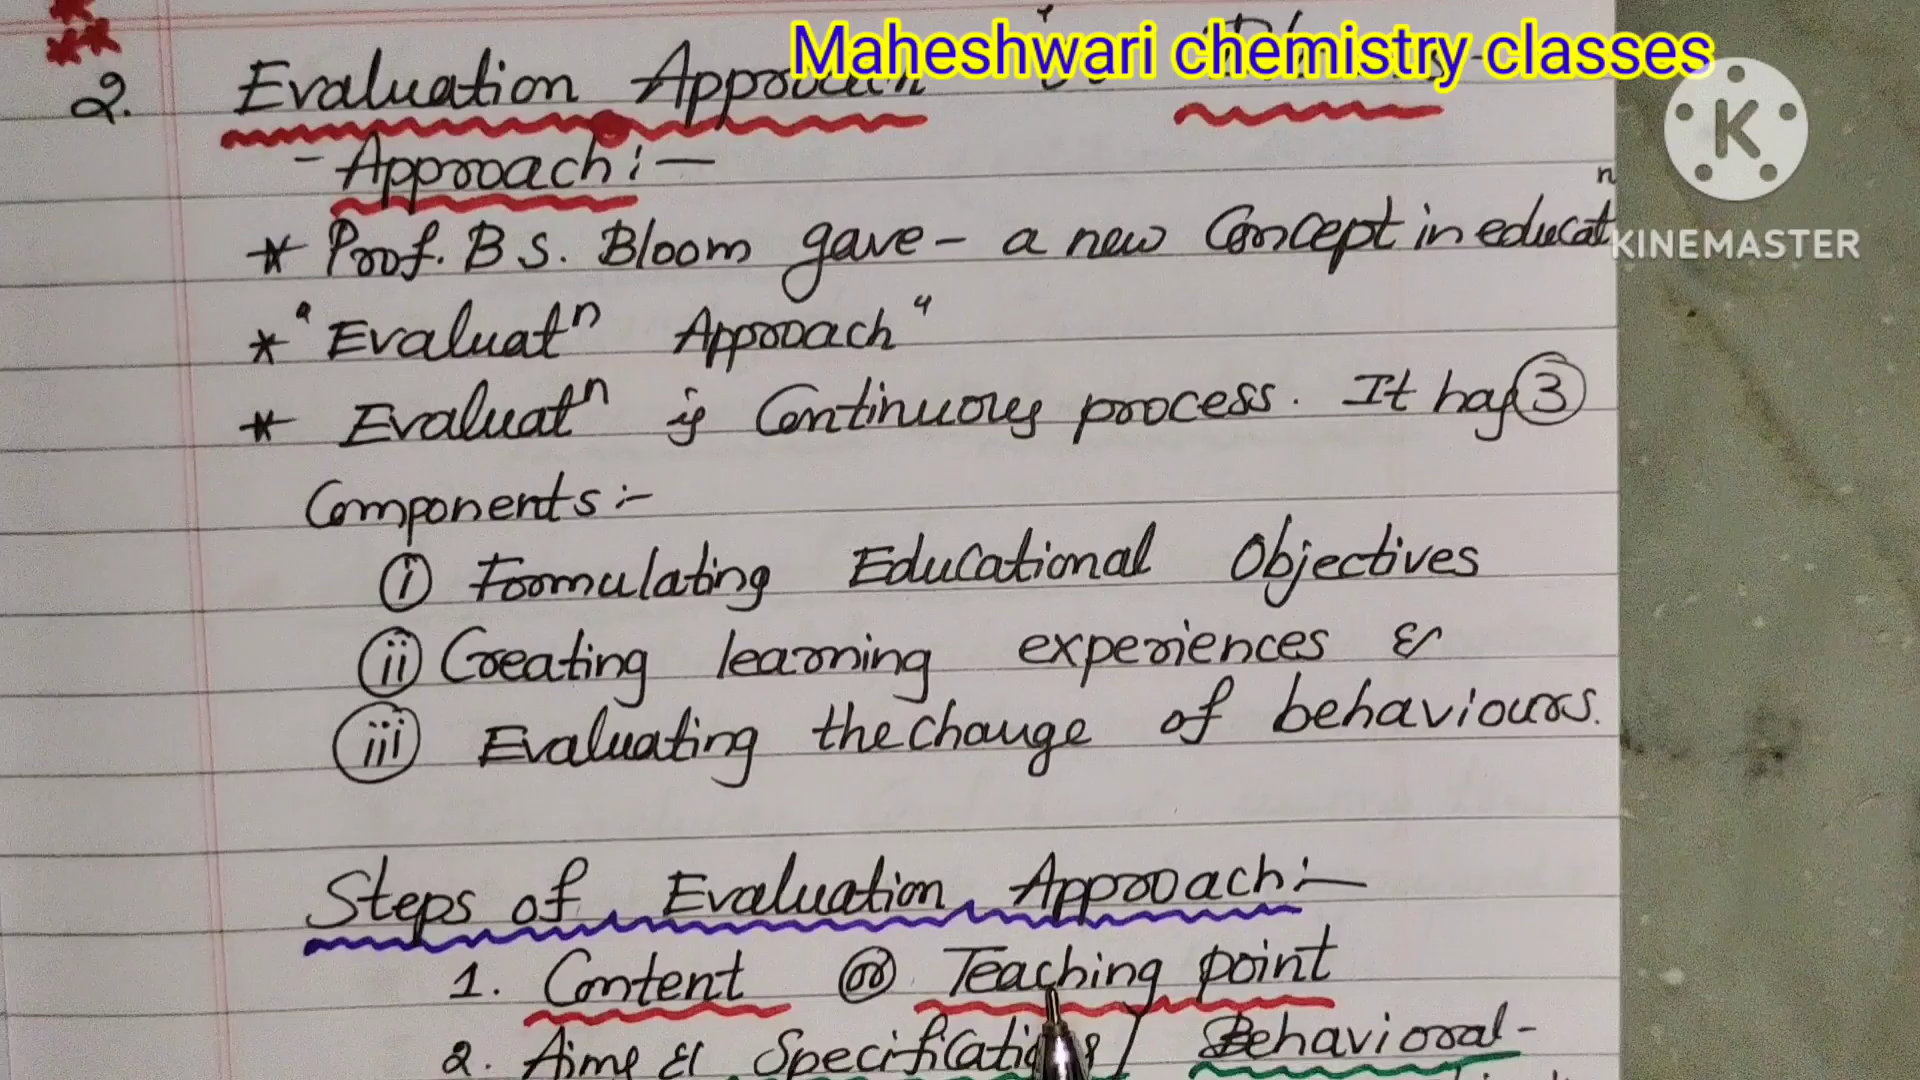 Maheshwari chemistry classes
2. Evaluation Approach
- Approach :-
n
* Prof. B S. Bloom gave - a new Concept in educat
KINEMASTER
* "Evaluatn Approach"
* Evaluatn is Continuous process. It has 3
Components :-
i Formulating Educational Objectives
ii Creating learning experiences &
iii Evaluating the change of behaviours.
Steps of Evaluation Approach :-
1. Content or Teaching point
2. Aims & Specifications / Behavioral -